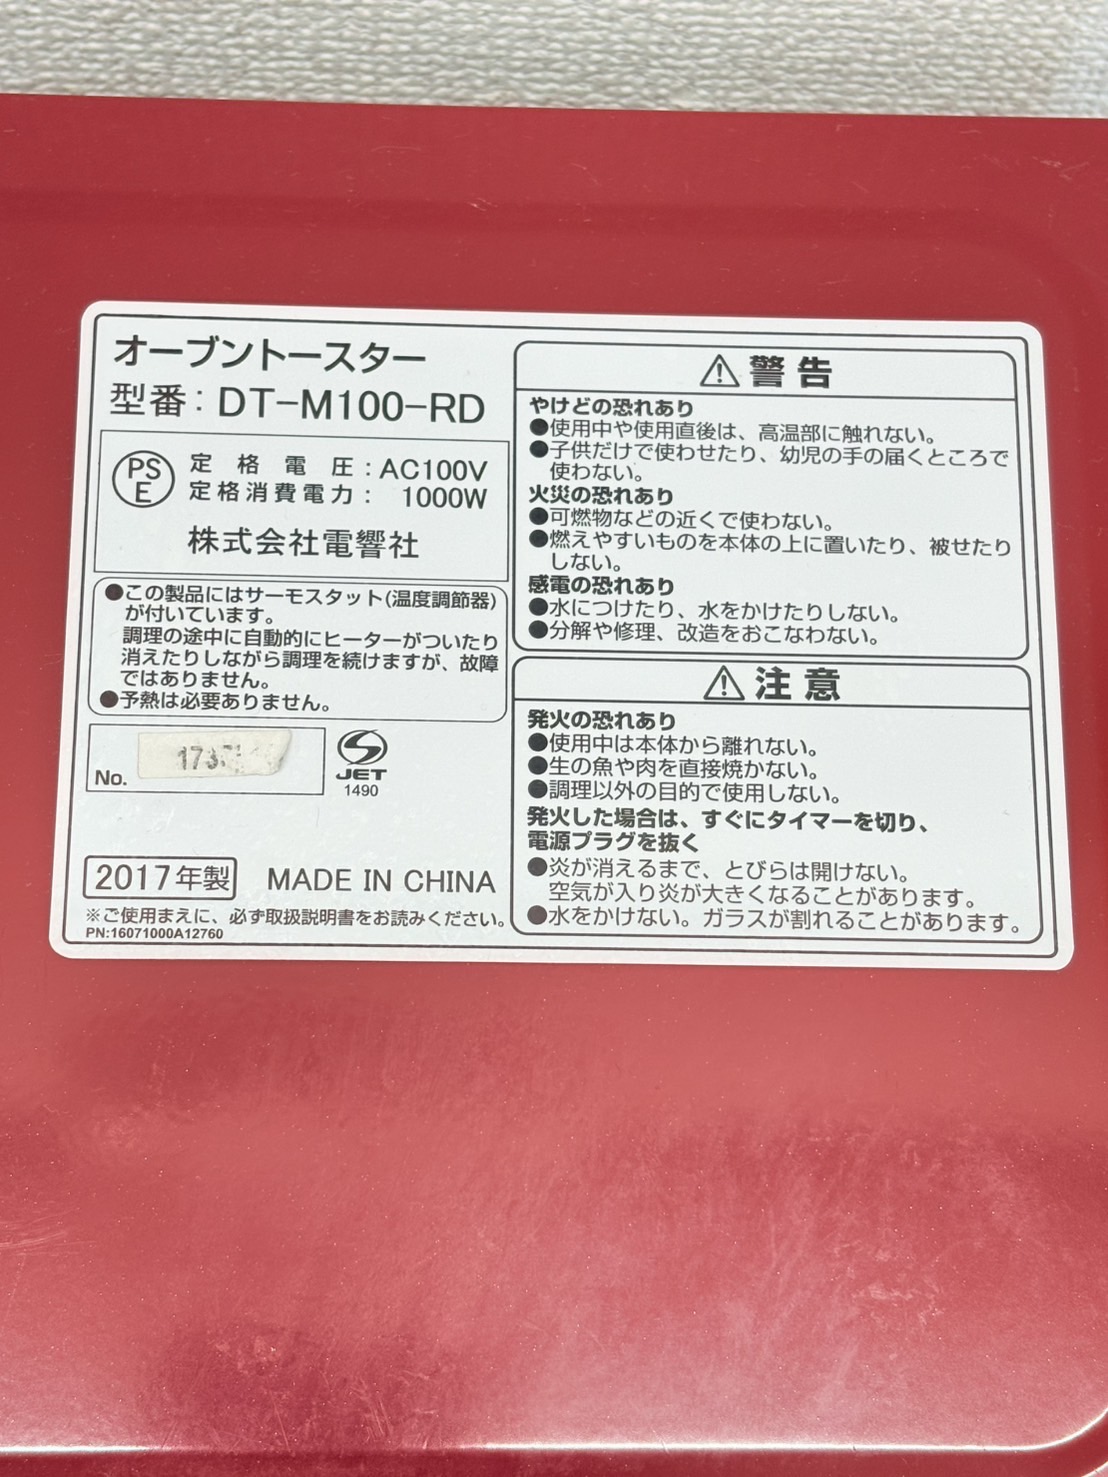 オーブントースター
型番：DT-M100-RD
PS
E
定格電圧：AC100V
定格消費電力： 1000W
株式会社電響社
●この製品にはサーモスタット(温度調節器)
が付いています。
調理の途中に自動的にヒーターがついたり
消えたりしながら調理を続けますが、故障
ではありません。
●予熱は必要ありません。
No.
JET
1490
2017年製 MADE IN CHINA
※ご使用まえに、必ず取扱説明書をお読みください。
PN:16071000A12760
⚠警告
やけどの恐れあり
●使用中や使用直後は、高温部に触れない。
●子供だけで使わせたり、幼児の手の届くところで
使わない。
火災の恐れあり
●可燃物などの近くで使わない。
●燃えやすいものを本体の上に置いたり、被せたり
しない。
感電の恐れあり
●水につけたり、水をかけたりしない。
●分解や修理、改造をおこなわない。
⚠注意
発火の恐れあり
●使用中は本体から離れない。
●生の魚や肉を直接焼かない。
●調理以外の目的で使用しない。
発火した場合は、すぐにタイマーを切り、
電源プラグを抜く
●炎が消えるまで、とびらは開けない。
空気が入り炎が大きくなることがあります。
●水をかけない。ガラスが割れることがあります。